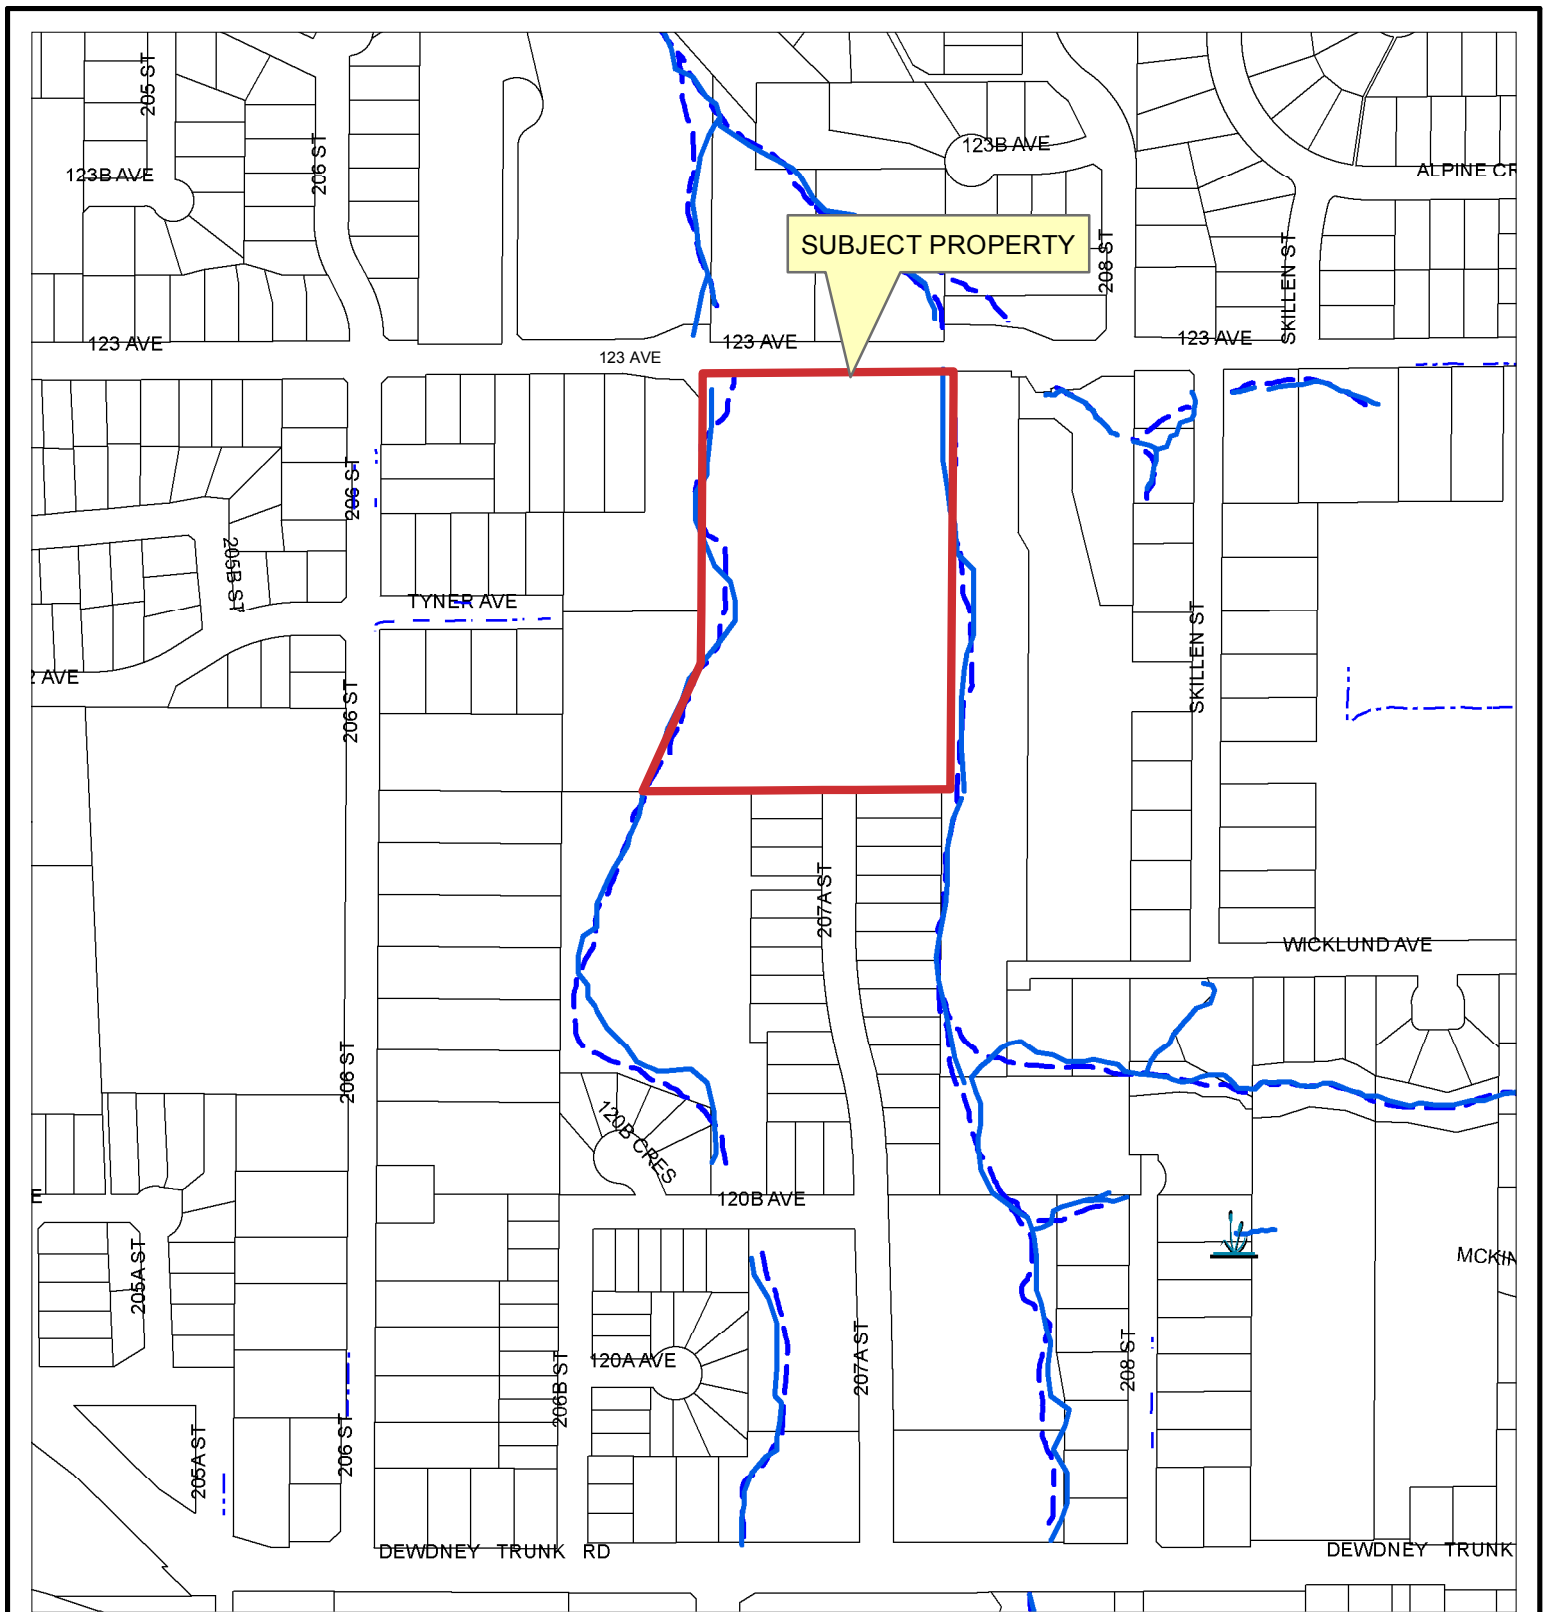 205 ST
206 ST
123B AVE
123B AVE
ALPINE CR
SUBJECT PROPERTY
208 ST
SKILLEN ST
123 AVE
123 AVE
123 AVE
123 AVE
206 ST
205B ST
TYNER AVE
SKILLEN ST
2 AVE
206 ST
207A ST
WICKLUND AVE
206 ST
120B CRES
E
120B AVE
205A ST
MCKIN
207A ST
208 ST
120A AVE
206B ST
206 ST
205A ST
DEWDNEY TRUNK RD
DEWDNEY TRUNK